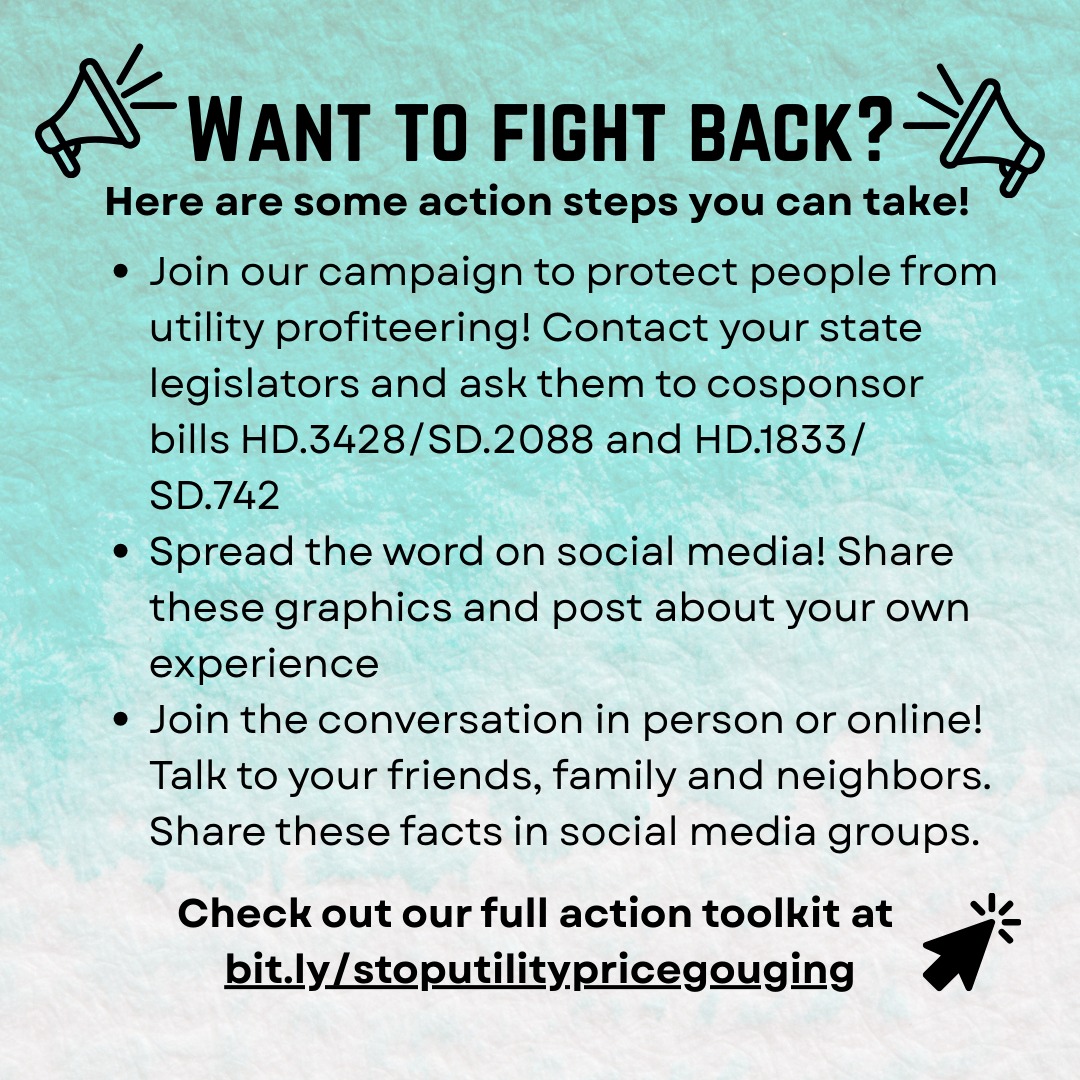 Want to fight back?
Here are some action steps you can take!
• Join our campaign to protect people from
utility profiteering! Contact your state
legislators and ask them to cosponsor
bills HD.3428/SD.2088 and HD.1833/
SD.742
• Spread the word on social media! Share
these graphics and post about your own
experience
• Join the conversation in person or online!
Talk to your friends, family and neighbors.
Share these facts in social media groups.
Check out our full action toolkit at
bit.ly/stoputilitypricegouging